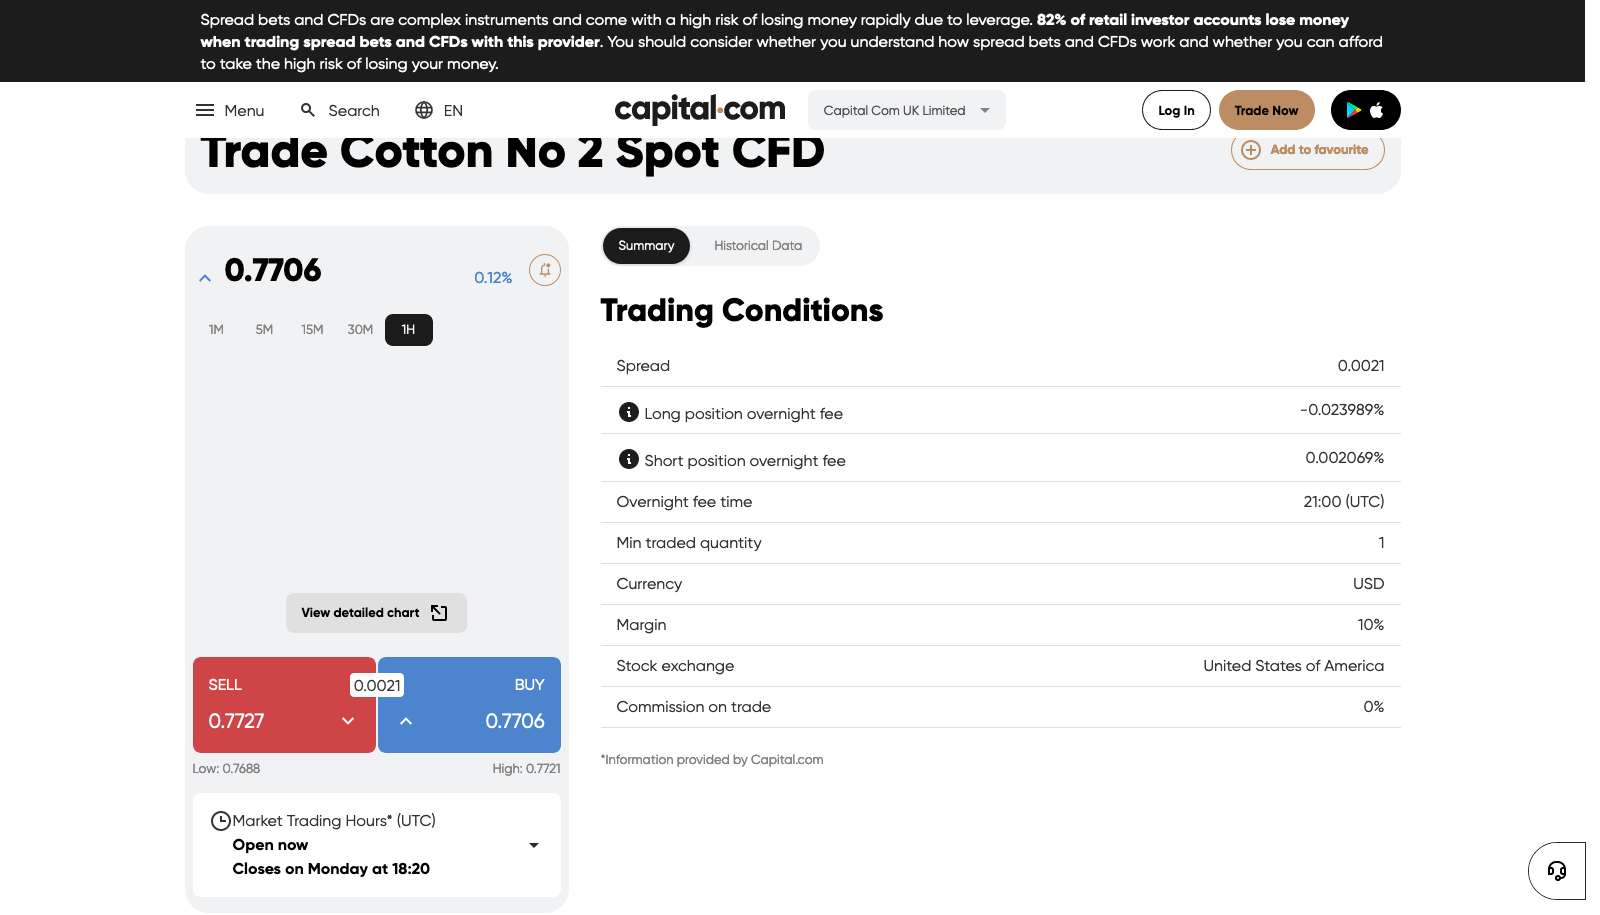 Spread bets and CFDs are complex instruments and come with a high risk of losing money rapidly due to leverage. 82% of retail investor accounts lose money
when trading spread bets and CFDs with this provider. You should consider whether you understand how spread bets and CFDs work and whether you can afford
to take the high risk of losing your money.
Menu
Search
EN
capital.com
Capital Com UK Limited
Log In
Trade Now
Trade Cotton No 2 Spot CFD
Add to favourite
0.7706
0.12%
1M
5M
15M
30M
1H
View detailed chart
SELL
0.7727
0.0021
BUY
0.7706
Low: 0.7688
High: 0.7721
Market Trading Hours* (UTC)
Open now
Closes on Monday at 18:20
Summary
Historical Data
Trading Conditions
Spread 0.0021
Long position overnight fee -0.023989%
Short position overnight fee 0.002069%
Overnight fee time 21:00 (UTC)
Min traded quantity 1
Currency USD
Margin 10%
Stock exchange United States of America
Commission on trade 0%
*Information provided by Capital.com